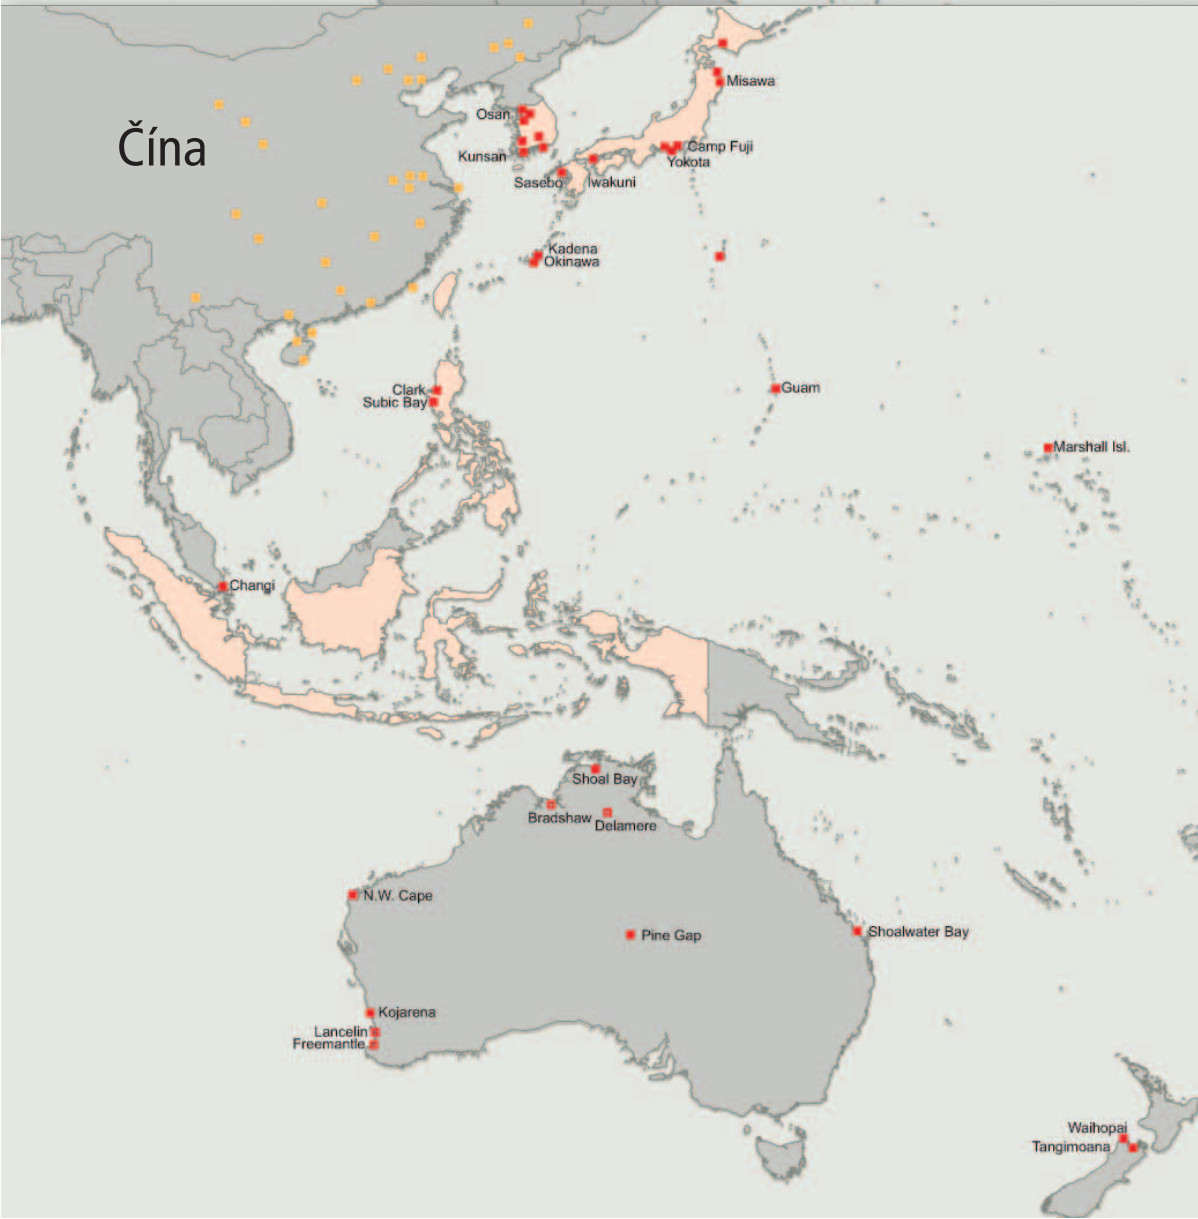 Misawa
Osan
Čína
Camp Fuji
Kunsan
Yokota
Sasebo
Iwakuni
Kadena
Okinawa
Clark
Guam
Subic Bay
Marshall Isl.
Changi
Shoal Bay
Bradshaw
Delamere
N.W. Cape
Shoalwater Bay
Pine Gap
Kojarena
Lancelin
Freemantle
Waihopai
Tangimoana